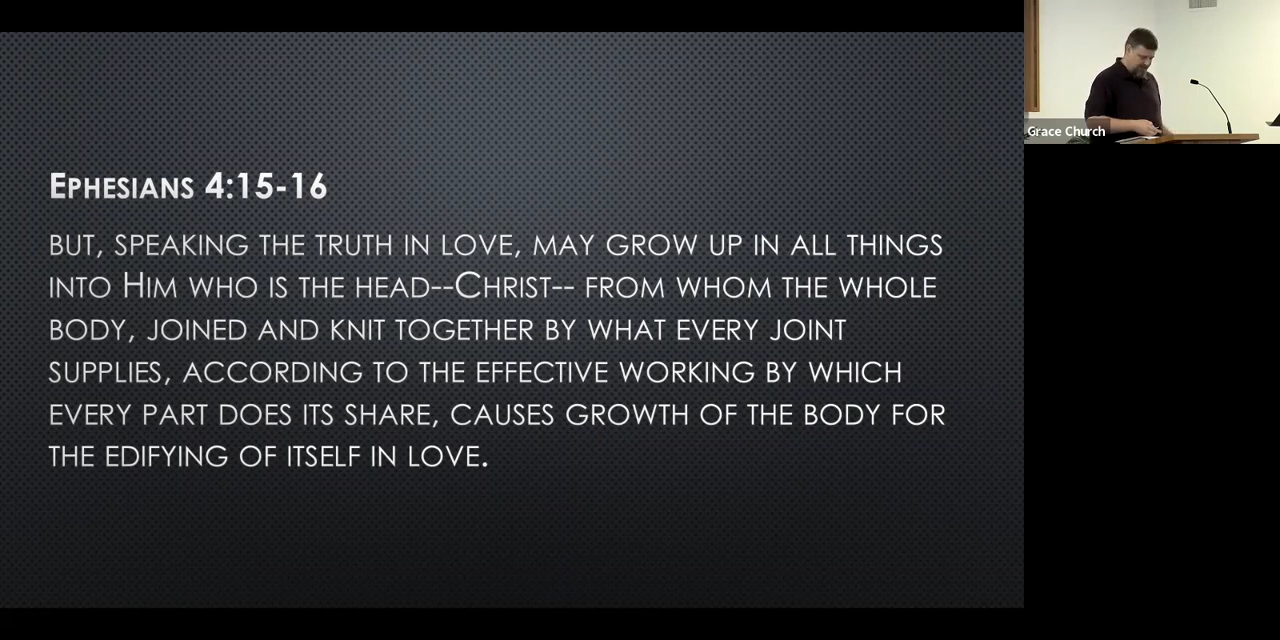 EPHESIANS 4:15-16
BUT, SPEAKING THE TRUTH IN LOVE, MAY GROW UP IN ALL THINGS
INTO HIM WHO IS THE HEAD--CHRIST-- FROM WHOM THE WHOLE
BODY, JOINED AND KNIT TOGETHER BY WHAT EVERY JOINT
SUPPLIES, ACCORDING TO THE EFFECTIVE WORKING BY WHICH
EVERY PART DOES ITS SHARE, CAUSES GROWTH OF THE BODY FOR
THE EDIFYING OF ITSELF IN LOVE.
Grace Church